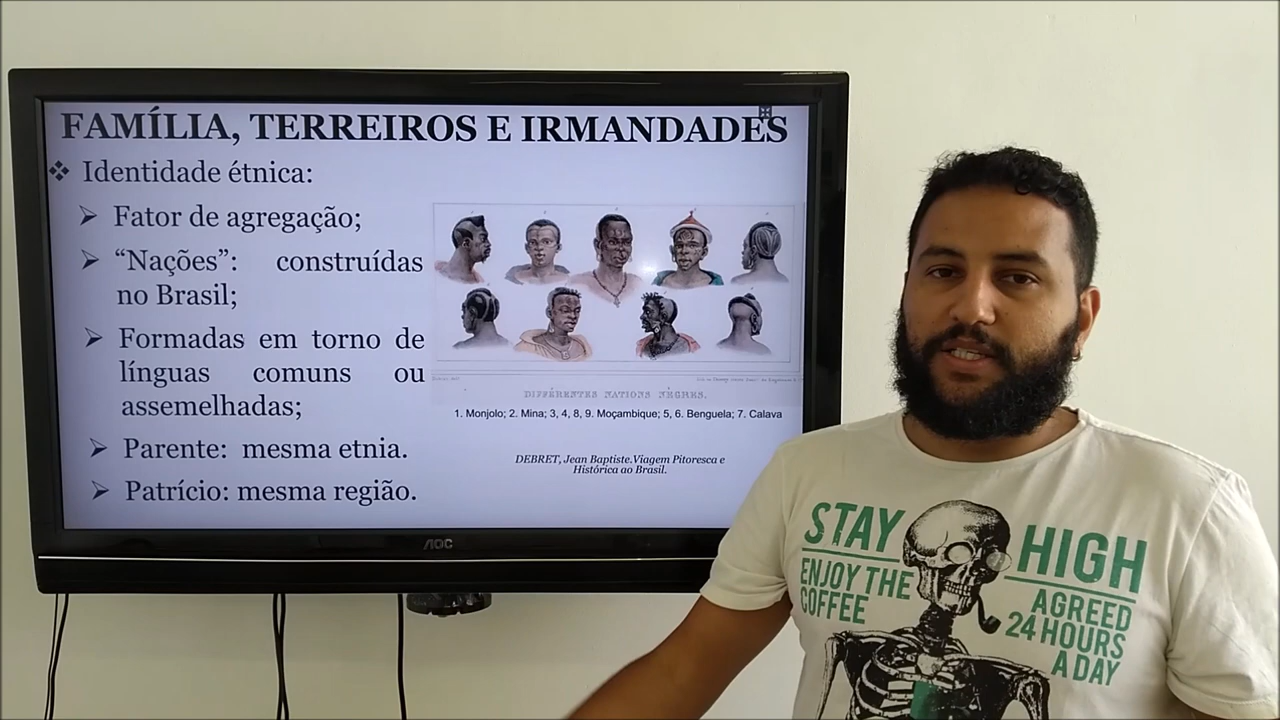 FAMÍLIA, TERREIROS E IRMANDADES
❖ Identidade étnica:
➢ Fator de agregação;
➢ “Nações”: construídas
no Brasil;
➢ Formadas em torno de
línguas comuns ou
assemelhadas;
➢ Parente: mesma etnia.
➢ Patrício: mesma região.
DIFFÉRENTES NATIONS NÈGRES.
1. Monjolo; 2. Mina; 3, 4, 8, 9. Moçambique; 5, 6. Benguela; 7. Calava
DEBRET, Jean Baptiste.Viagem Pitoresca e
Histórica ao Brasil.
AOC
STAY HIGH
ENJOY THE
COFFEE
AGREED
24 HOURS
A DAY